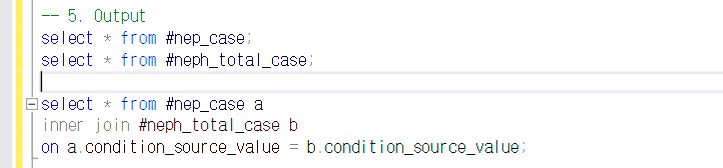 -- 5. Output
select * from #nep_case;
select * from #neph_total_case;
select * from #nep_case a
inner join #neph_total_case b
on a.condition_source_value = b.condition_source_value;